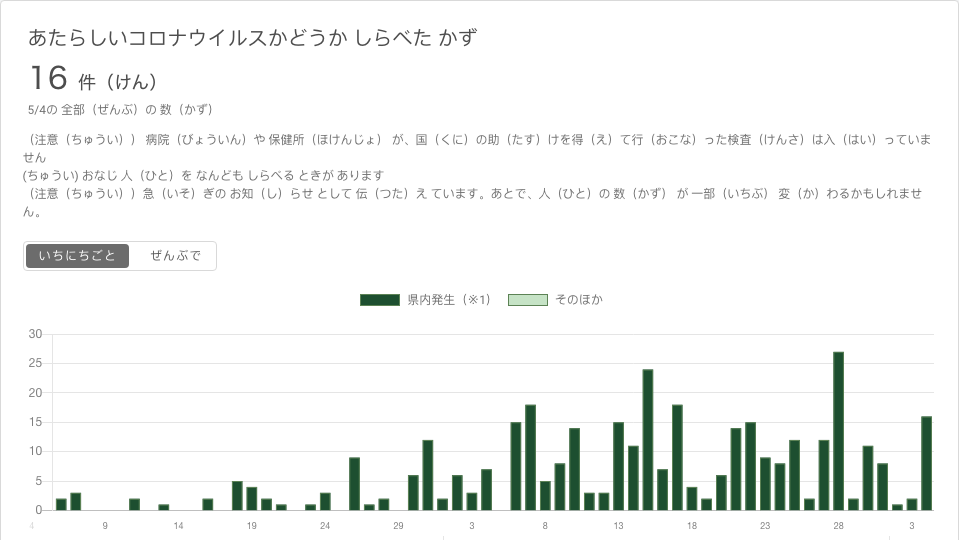 あたらしいコロナウイルスかどうか しらべた かず
16 件（けん）
5/4の 全部（ぜんぶ）の 数（かず）
（注意（ちゅうい）） 病院（びょういん）や 保健所（ほけんじょ） が、国（くに）の助（たす）けを得（え）て行（おこな）った検査（けんさ）は入（はい）っていま
せん
(ちゅうい) おなじ 人（ひと）を なんども しらべる ときが あります
（注意（ちゅうい））急（いそ）ぎの お知（し）らせ として 伝（つた）え ています。あとで、人（ひと）の 数（かず） が 一部（いちぶ） 変（か）わるかもしれませ
ん。
いちにちごと ぜんぶで
県内発生（※1） そのほか
30
25
20
15
10
5
0
4 9 14 19 24 29 3 8 13 18 23 28 3